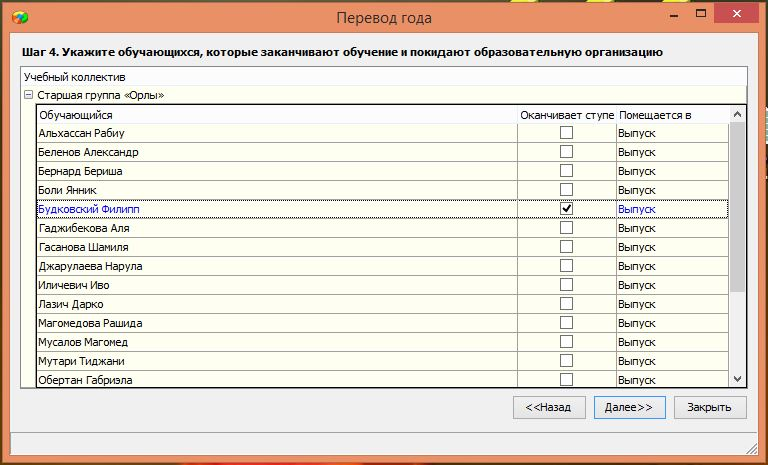 Перевод года
Шаг 4. Укажите обучающихся, которые заканчивают обучение и покидают образовательную организацию
Учебный коллектив
Старшая группа «Орлы»
Обучающийся Оканчивает ступе Помещается в
Альхассан Рабиу Выпуск
Беленов Александр Выпуск
Бернард Бериша Выпуск
Боли Янник Выпуск
Будковский Филипп Выпуск
Гаджибекова Аля Выпуск
Гасанова Шамиля Выпуск
Джарулаева Нарула Выпуск
Иличевич Иво Выпуск
Лазич Дарко Выпуск
Магомедова Рашида Выпуск
Мусалов Магомед Выпуск
Мутари Тиджани Выпуск
Обертан Габриэла Выпуск
<<Назад Далее>> Закрыть